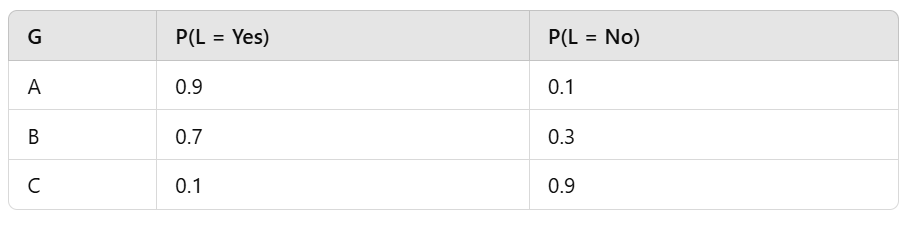 G P(L = Yes) P(L = No)
A 0.9 0.1
B 0.7 0.3
C 0.1 0.9